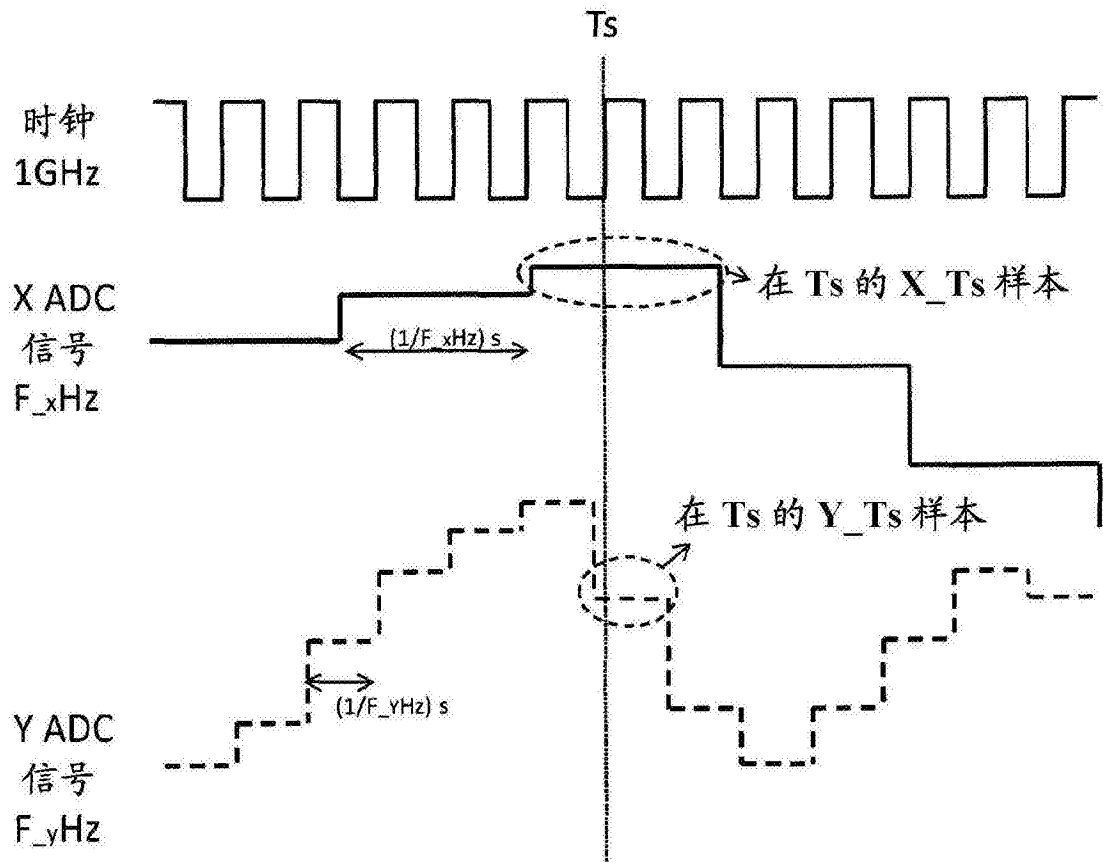 Ts
时钟
1GHz
X ADC
信号
F_xHz
(1/F_xHz) s
在 Ts 的 X_Ts 样本
在 Ts 的 Y_Ts 样本
(1/F_YHz) s
Y ADC
信号
F_yHz